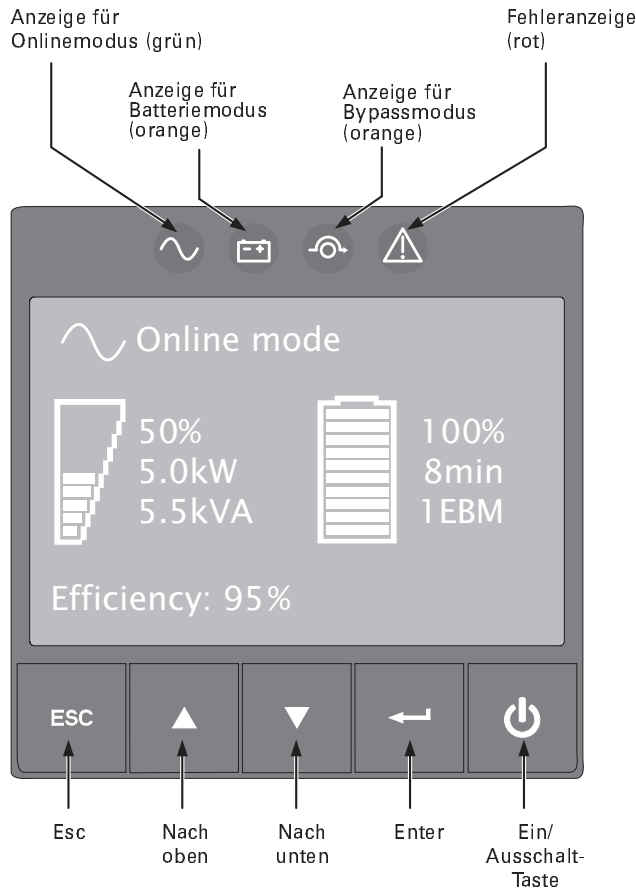 Anzeige für
Onlinemodus (grün)
Fehleranzeige
(rot)
Anzeige für
Batteriemodus
(orange)
Anzeige für
Bypassmodus
(orange)
Online mode
50%
5.0kW
5.5kVA
100%
8min
1EBM
Efficiency: 95%
ESC
Esc
Nach
oben
Nach
unten
Enter
Ein/
Ausschalt-
Taste